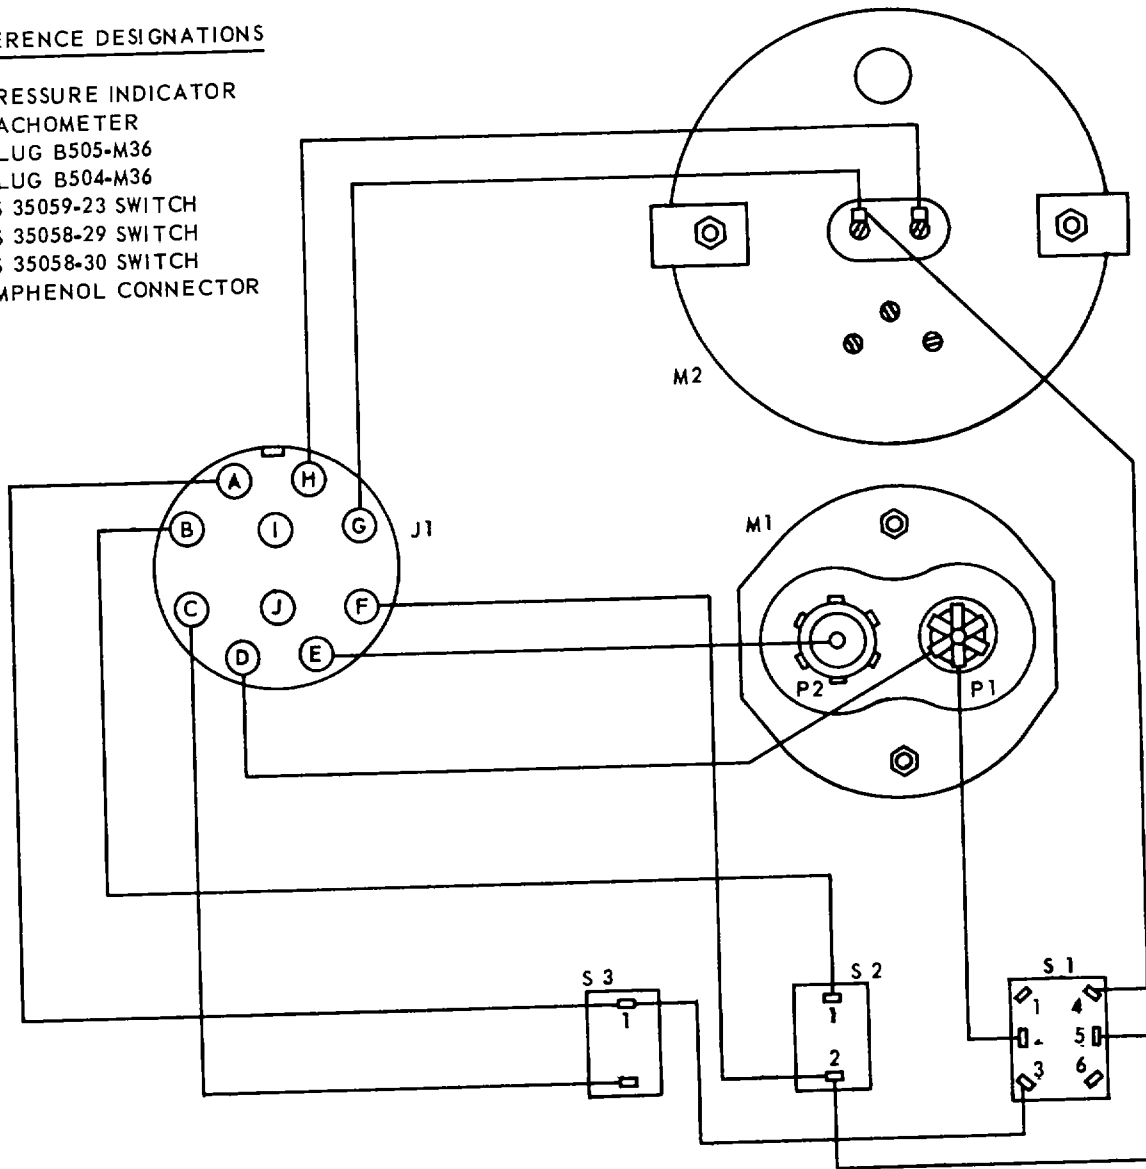 ERENCE DESIGNATIONS
RESSURE INDICATOR
ACHOMETER
LUG B505-M36
LUG B504-M36
S 35059-23 SWITCH
S 35058-29 SWITCH
S 35058-30 SWITCH
MPHENOL CONNECTOR
M2
A H
B I G J1
C J F
D E
M1
P2 P1
S 3
1
S 2
1
2
S 1
1 4
5
3 6